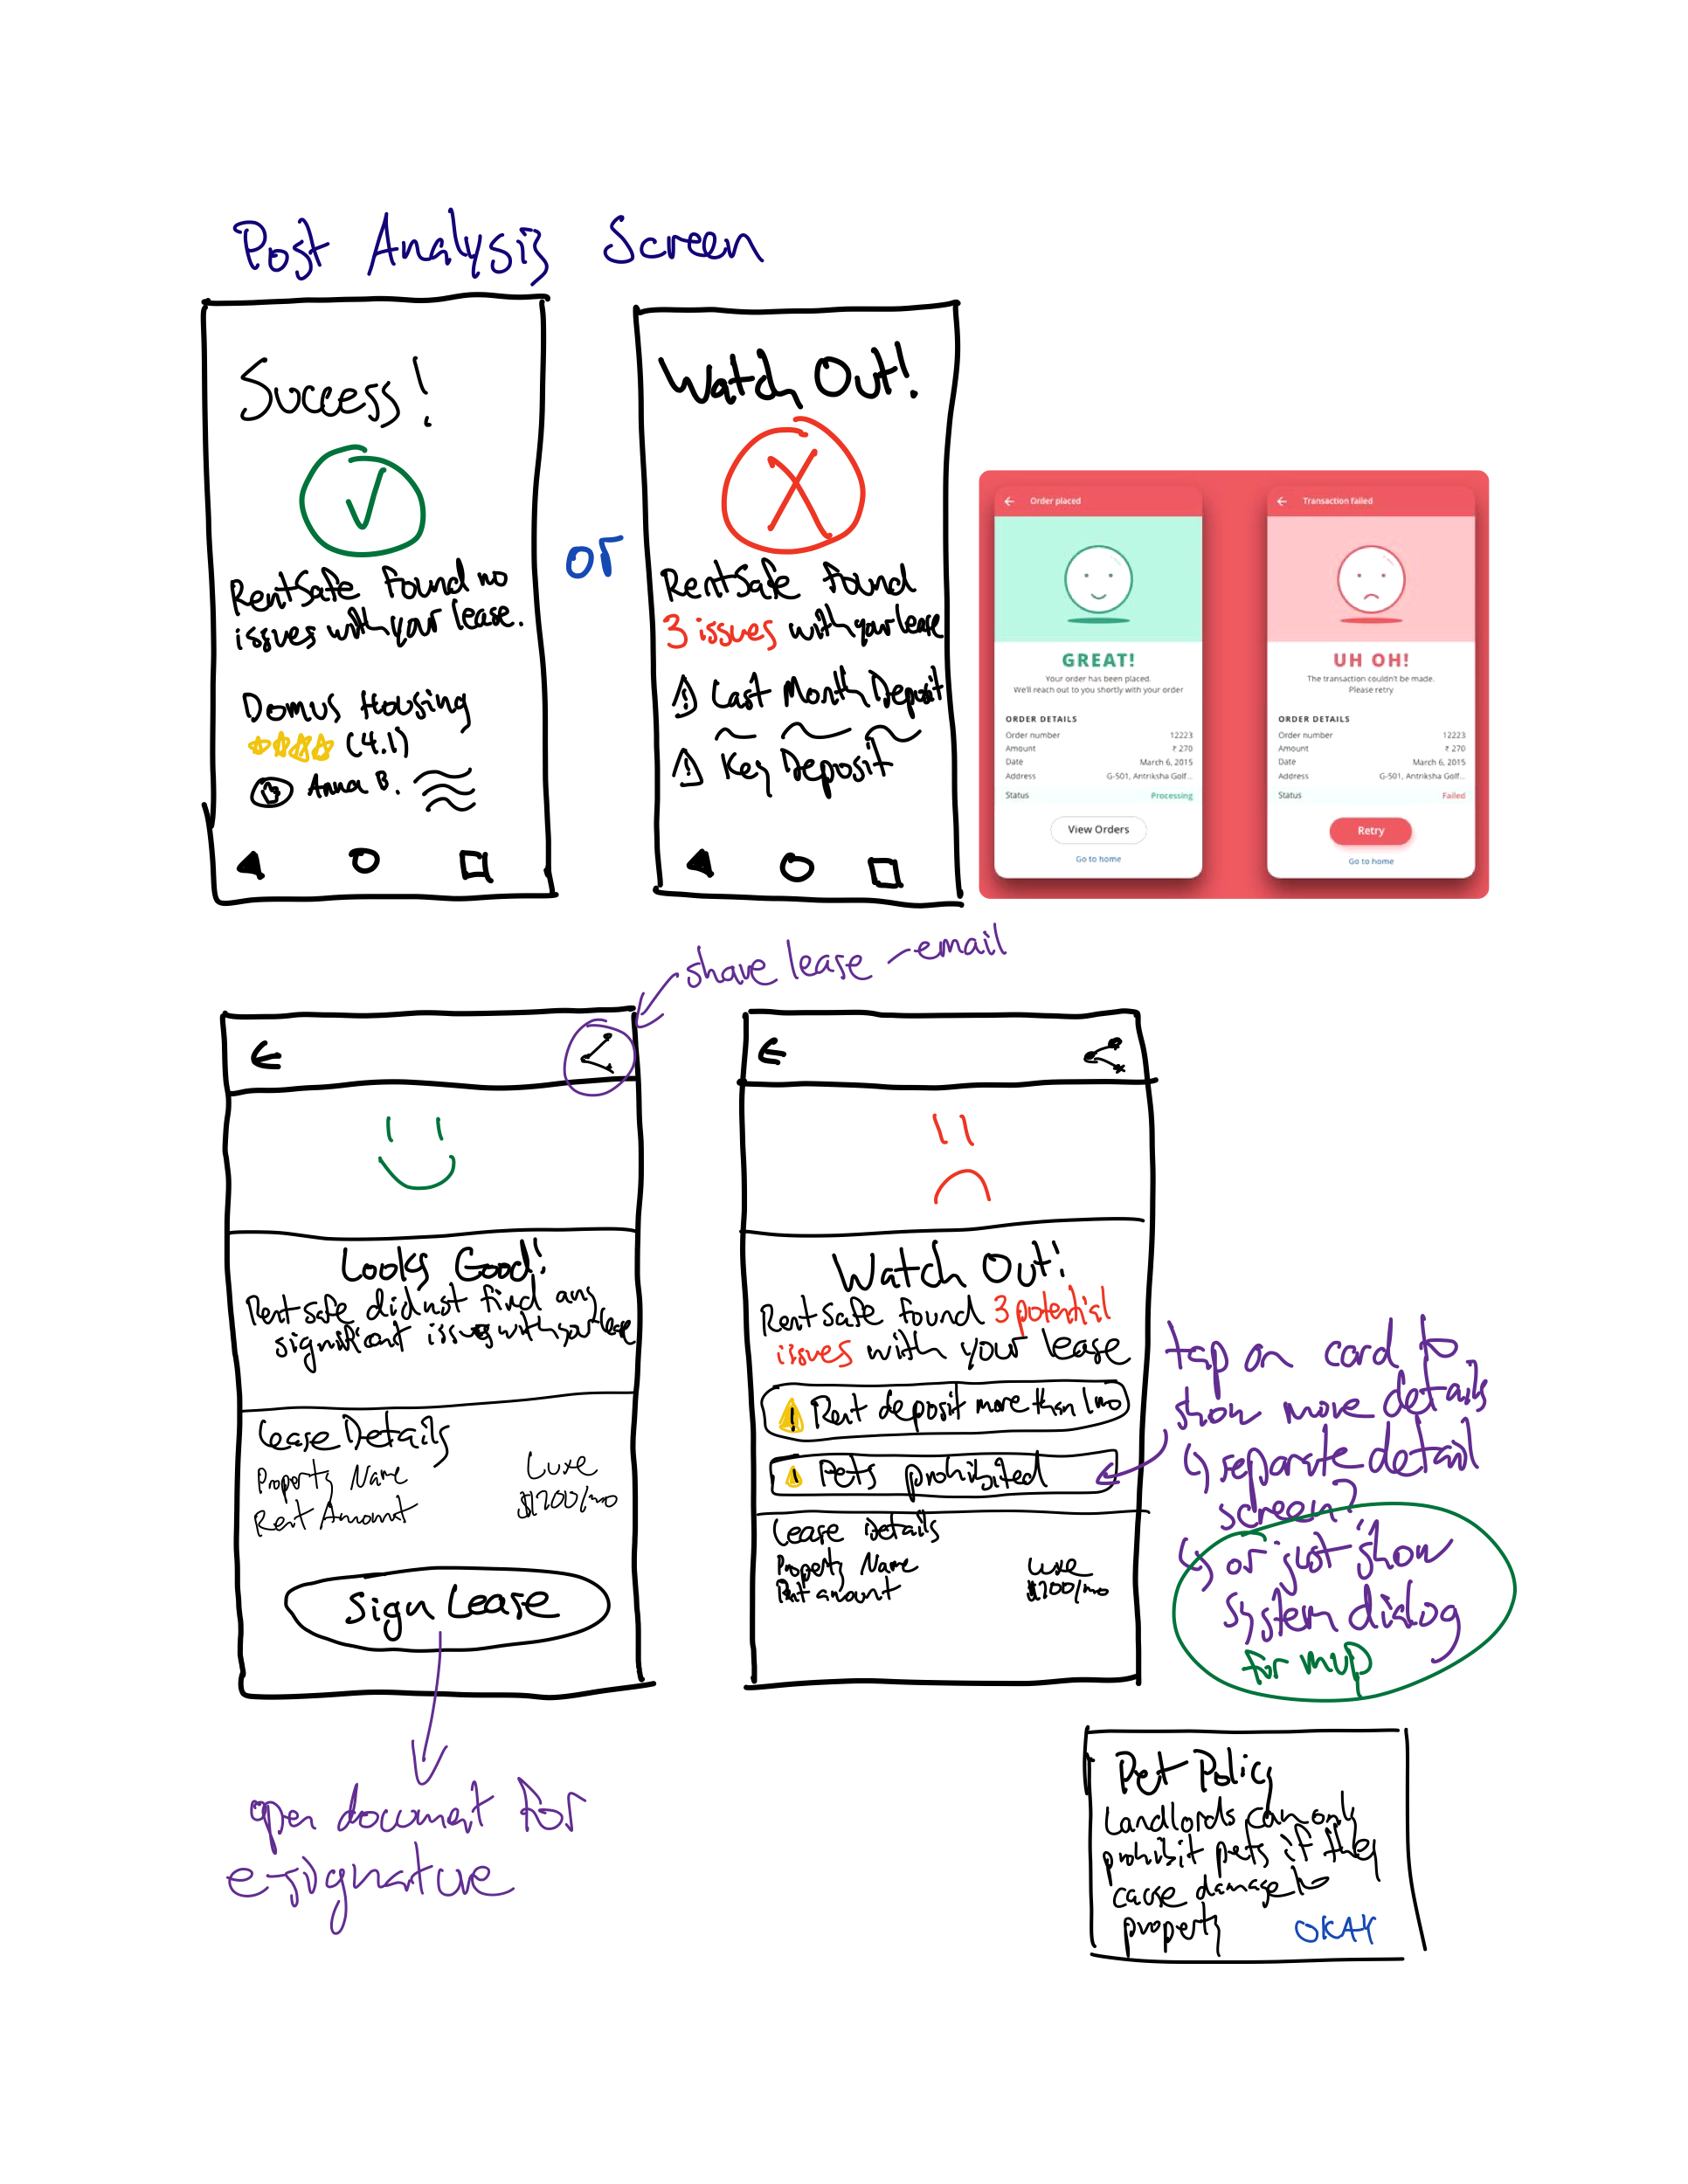 Post Analysis Screen
Success!
RentSafe found no
issues with your lease.
Domus Housing
(4.1)
Anna B.
or
Watch Out!
RentSafe found
3 issues with your lease
Last Month Deposit
Key Deposit
Order placed
GREAT!
Your order has been placed.
We'll reach out to you shortly with your order
ORDER DETAILS
Order number 12223
Amount ₹ 270
Date March 6, 2015
Address G-501, Antriksha Golf...
Status Processing
View Orders
Go to home
Transaction failed
UH OH!
The transaction couldn't be made.
Please retry
ORDER DETAILS
Order number 12223
Amount ₹ 270
Date March 6, 2015
Address G-501, Antriksha Golf...
Status Failed
Retry
Go to home
share lease - email
Looks Good!
Rentsafe did not find any
significant issues with your lease
Lease Details
Property Name Luxe
Rent Amount $1200/mo
Sign Lease
open document for
e-signature
Watch Out!
Rentsafe found 3 potential
issues with your lease
Rent deposit more than 1 mo
Pets prohibited
Lease Details
Property Name Luxe
Rent amount $1200/mo
tap on card to
show more details
separate detail
screen?
or just show
system dialog
for mvp
Pet Policy
Landlords can only
prohibit pets if they
cause damage to
property
OKAY